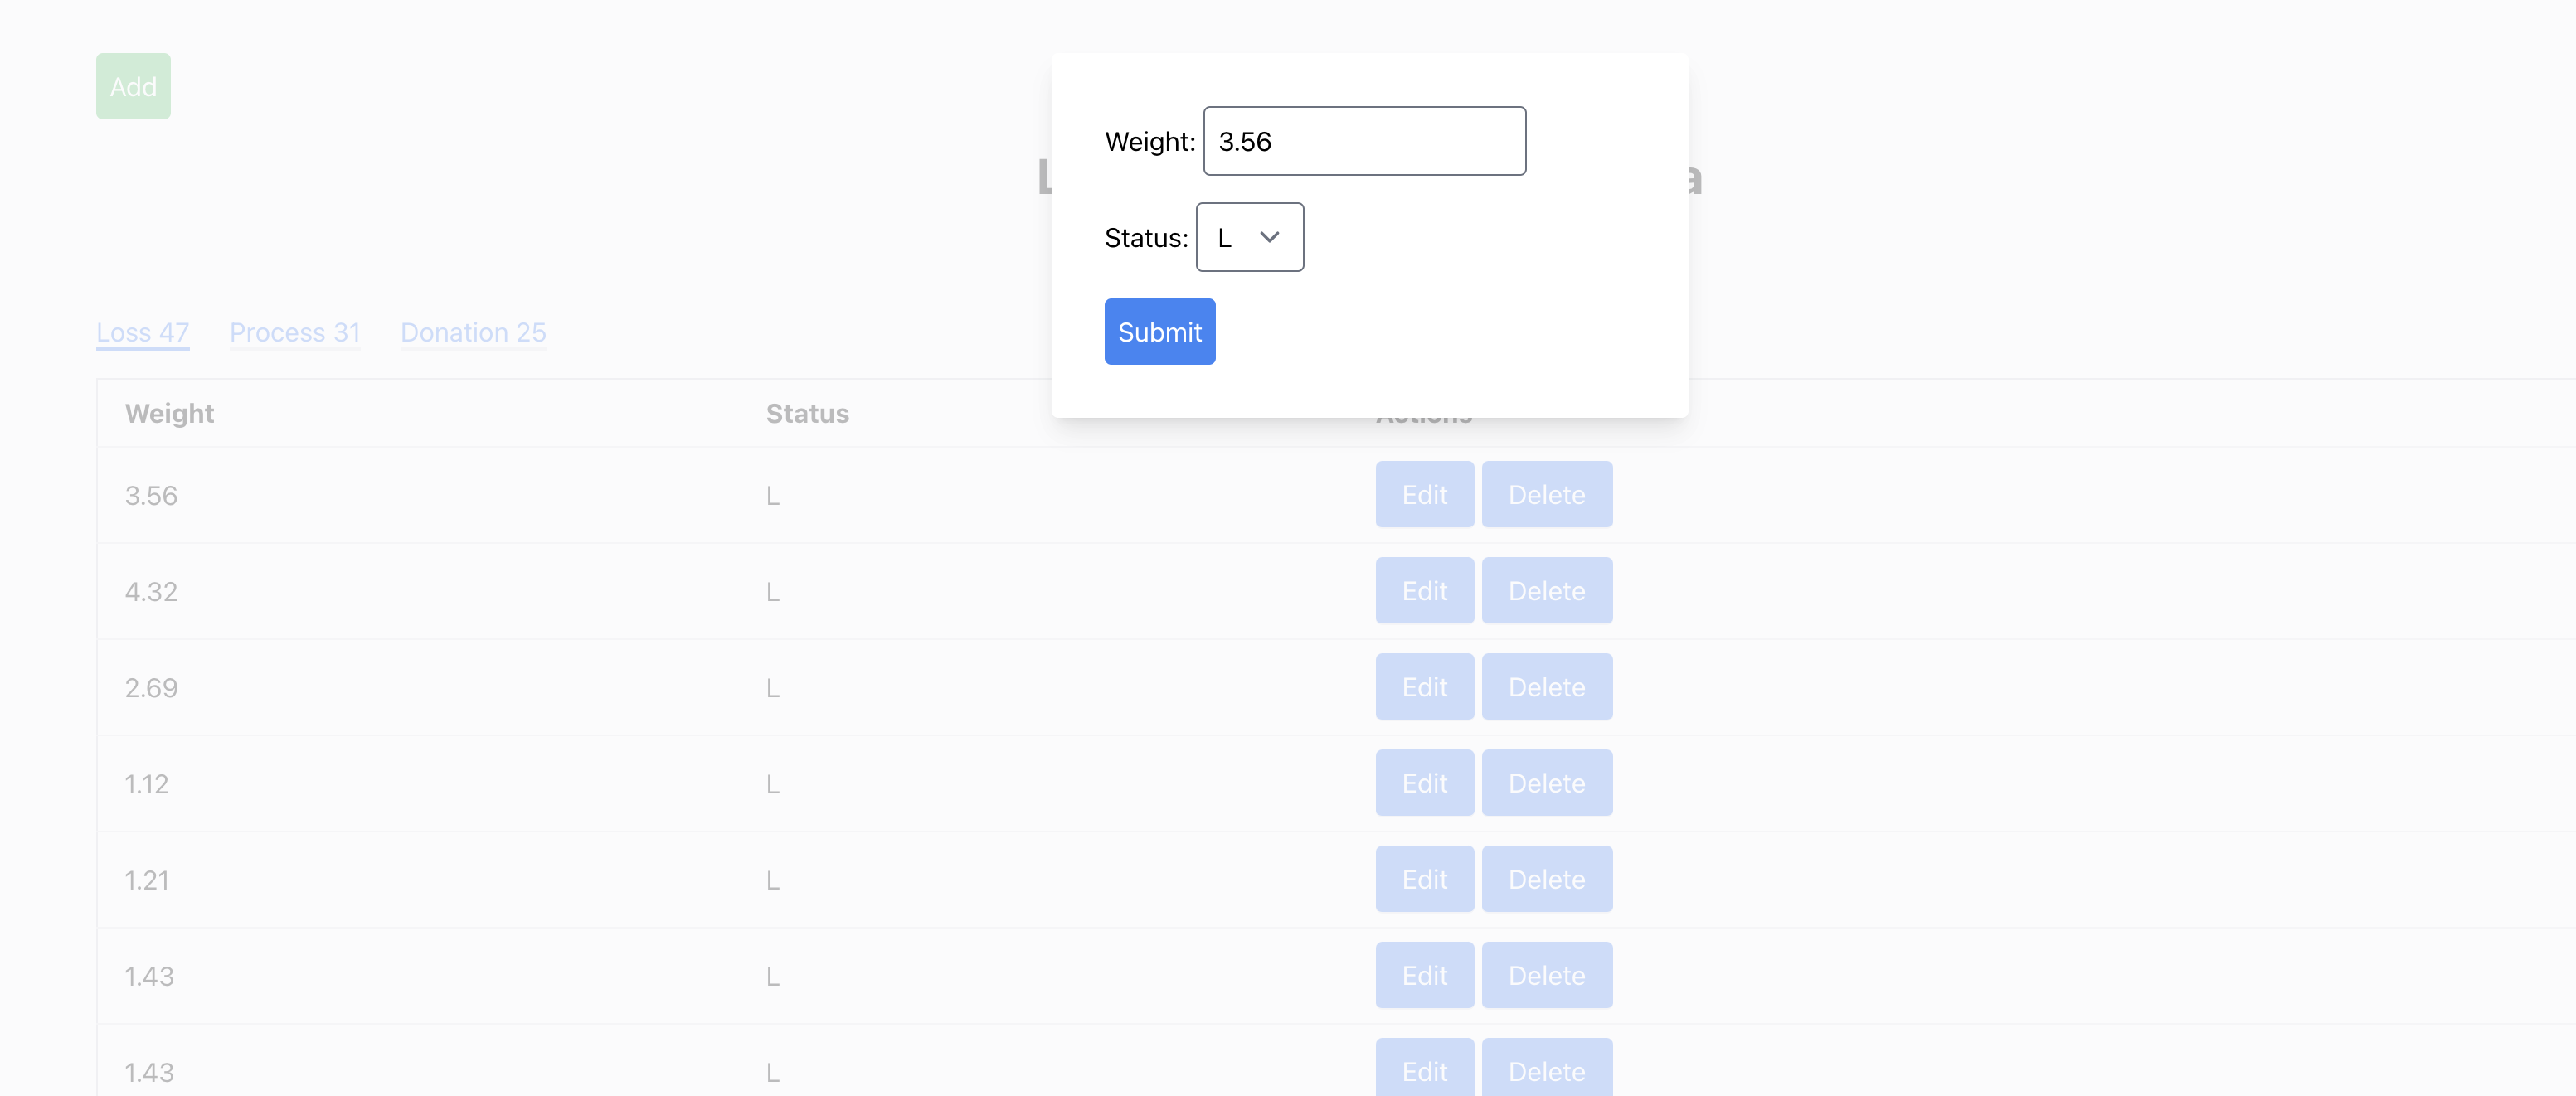 Add
Weight: 3.56
Status: L
Submit
Loss 47 Process 31 Donation 25
Weight Status Actions
3.56 L Edit Delete
4.32 L Edit Delete
2.69 L Edit Delete
1.12 L Edit Delete
1.21 L Edit Delete
1.43 L Edit Delete
1.43 L Edit Delete